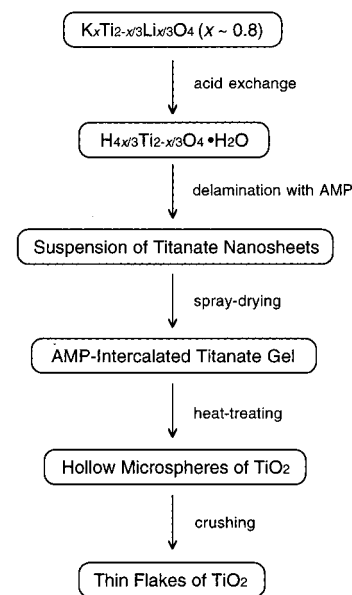 KxTi2-x/3Lix/3O4 (x ~ 0.8)
acid exchange
H4x/3Ti2-x/3O4 •H2O
delamination with AMP
Suspension of Titanate Nanosheets
spray-drying
AMP-Intercalated Titanate Gel
heat-treating
Hollow Microspheres of TiO2
crushing
Thin Flakes of TiO2